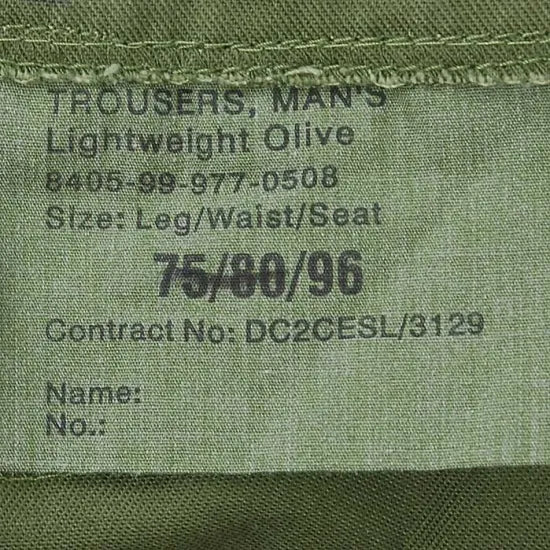 TROUSERS, MAN'S
Lightweight Olive
8405-99-977-0508
Size: Leg/Waist/Seat
75/80/96
Contract No: DC2CESL/3129
Name:
No.: